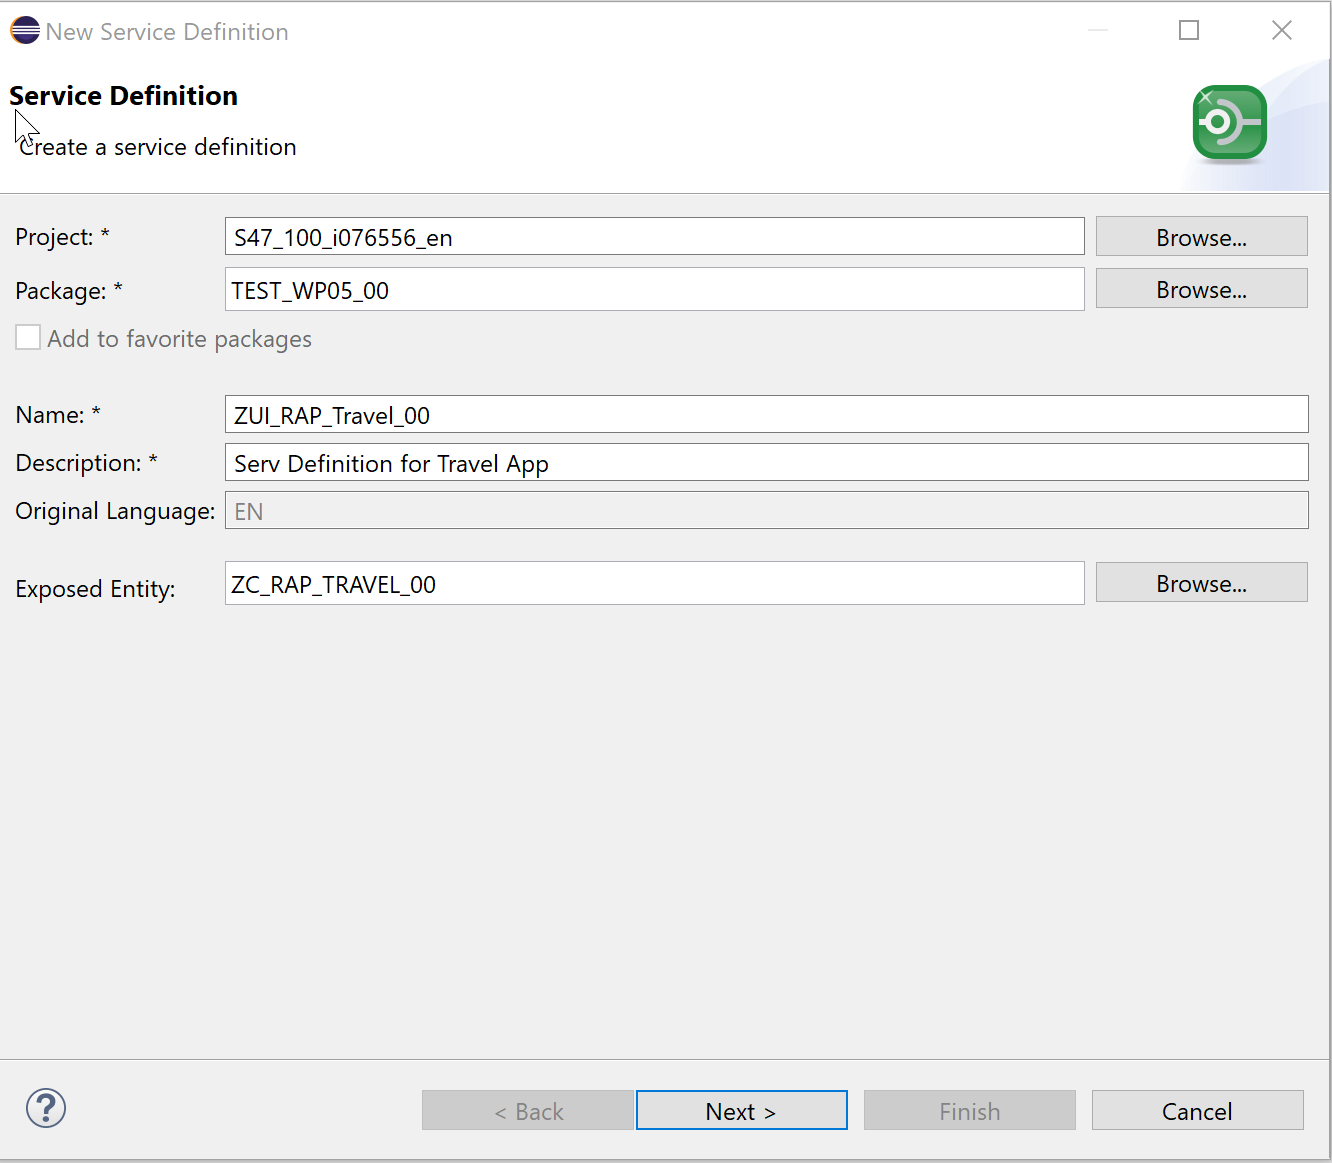 New Service Definition
Service Definition
Create a service definition
Project: * S47_100_i076556_en Browse...
Package: * TEST_WP05_00 Browse...
Add to favorite packages
Name: * ZUI_RAP_Travel_00
Description: * Serv Definition for Travel App
Original Language: EN
Exposed Entity: ZC_RAP_TRAVEL_00 Browse...
? < Back Next > Finish Cancel